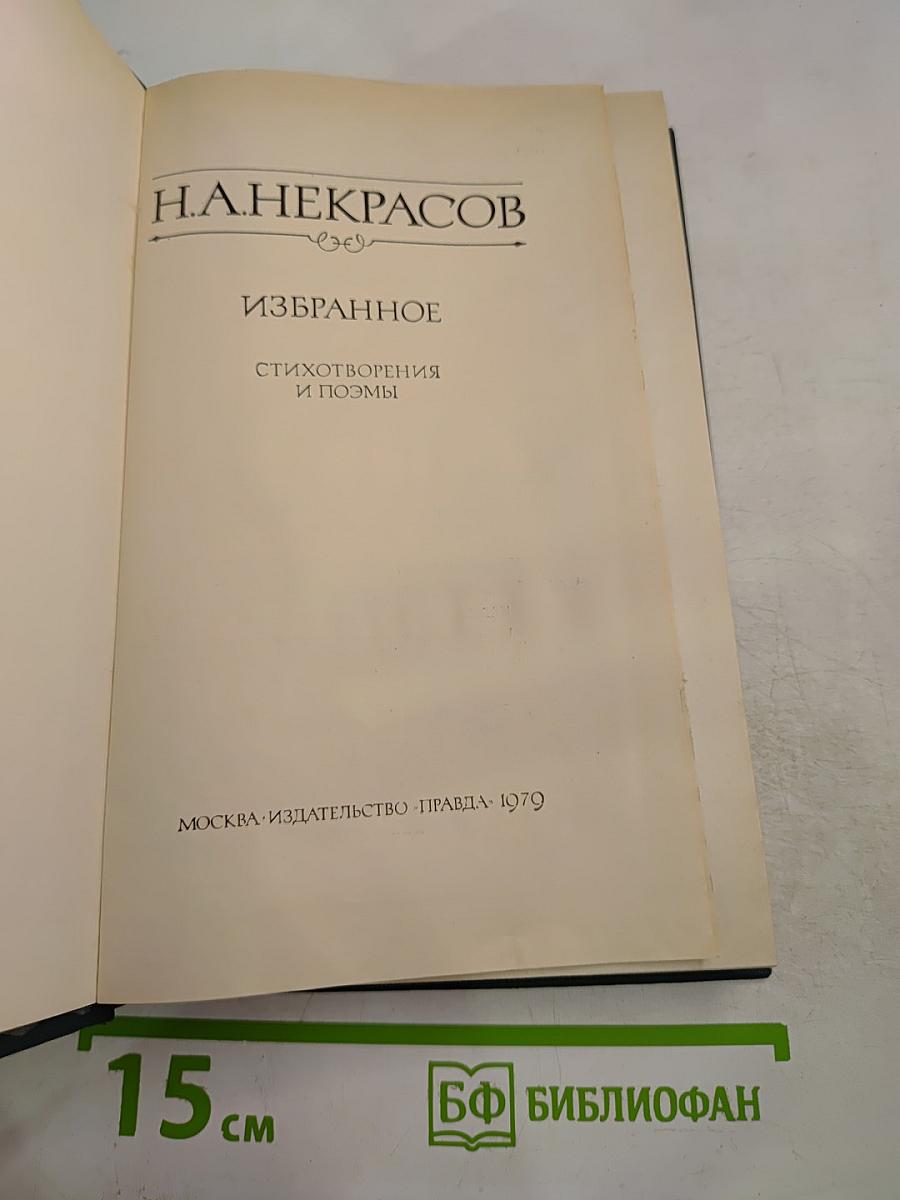 Н.А.НЕКРАСОВ
ИЗБРАННОЕ
СТИХОТВОРЕНИЯ
И ПОЭМЫ
МОСКВА·ИЗДАТЕЛЬСТВО «ПРАВДА» 1979
15 см
БФ БИБЛИОФАН